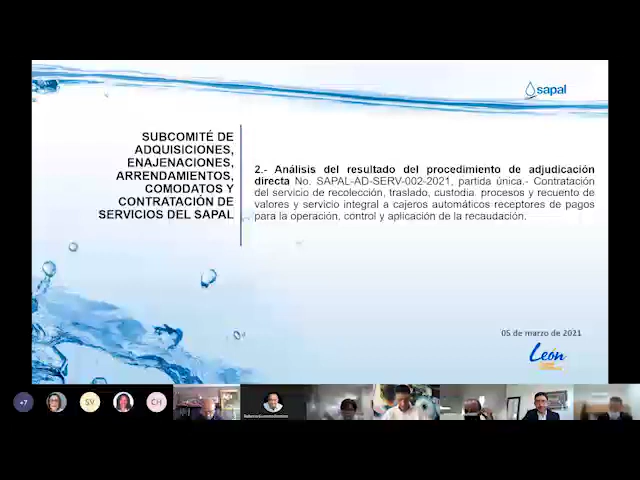 sapal
SUBCOMITÉ DE
ADQUISICIONES,
ENAJENACIONES,
ARRENDAMIENTOS,
COMODATOS Y
CONTRATACIÓN DE
SERVICIOS DEL SAPAL
2.- Análisis del resultado del procedimiento de adjudicación
directa No. SAPAL-AD-SERV-002-2021, partida única.- Contratación
del servicio de recolección, traslado, custodia, procesos y recuento de
valores y servicio integral a cajeros automáticos receptores de pagos
para la operación, control y aplicación de la recaudación.
05 de marzo de 2021
León
+7
SV
CH